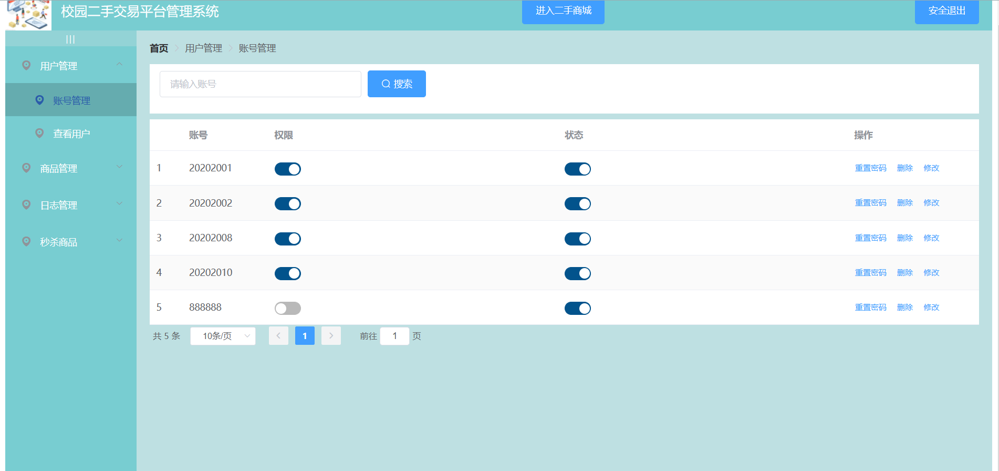 校园二手交易平台管理系统
进入二手商城
安全退出
|||
用户管理
账号管理
查看用户
商品管理
日志管理
秒杀商品
首页 > 用户管理 > 账号管理
请输入账号
搜索
账号 权限 状态 操作
1 20202001 重置密码 删除 修改
2 20202002 重置密码 删除 修改
3 20202008 重置密码 删除 修改
4 20202010 重置密码 删除 修改
5 888888 重置密码 删除 修改
共 5 条 10条/页 < 1 > 前往 1 页